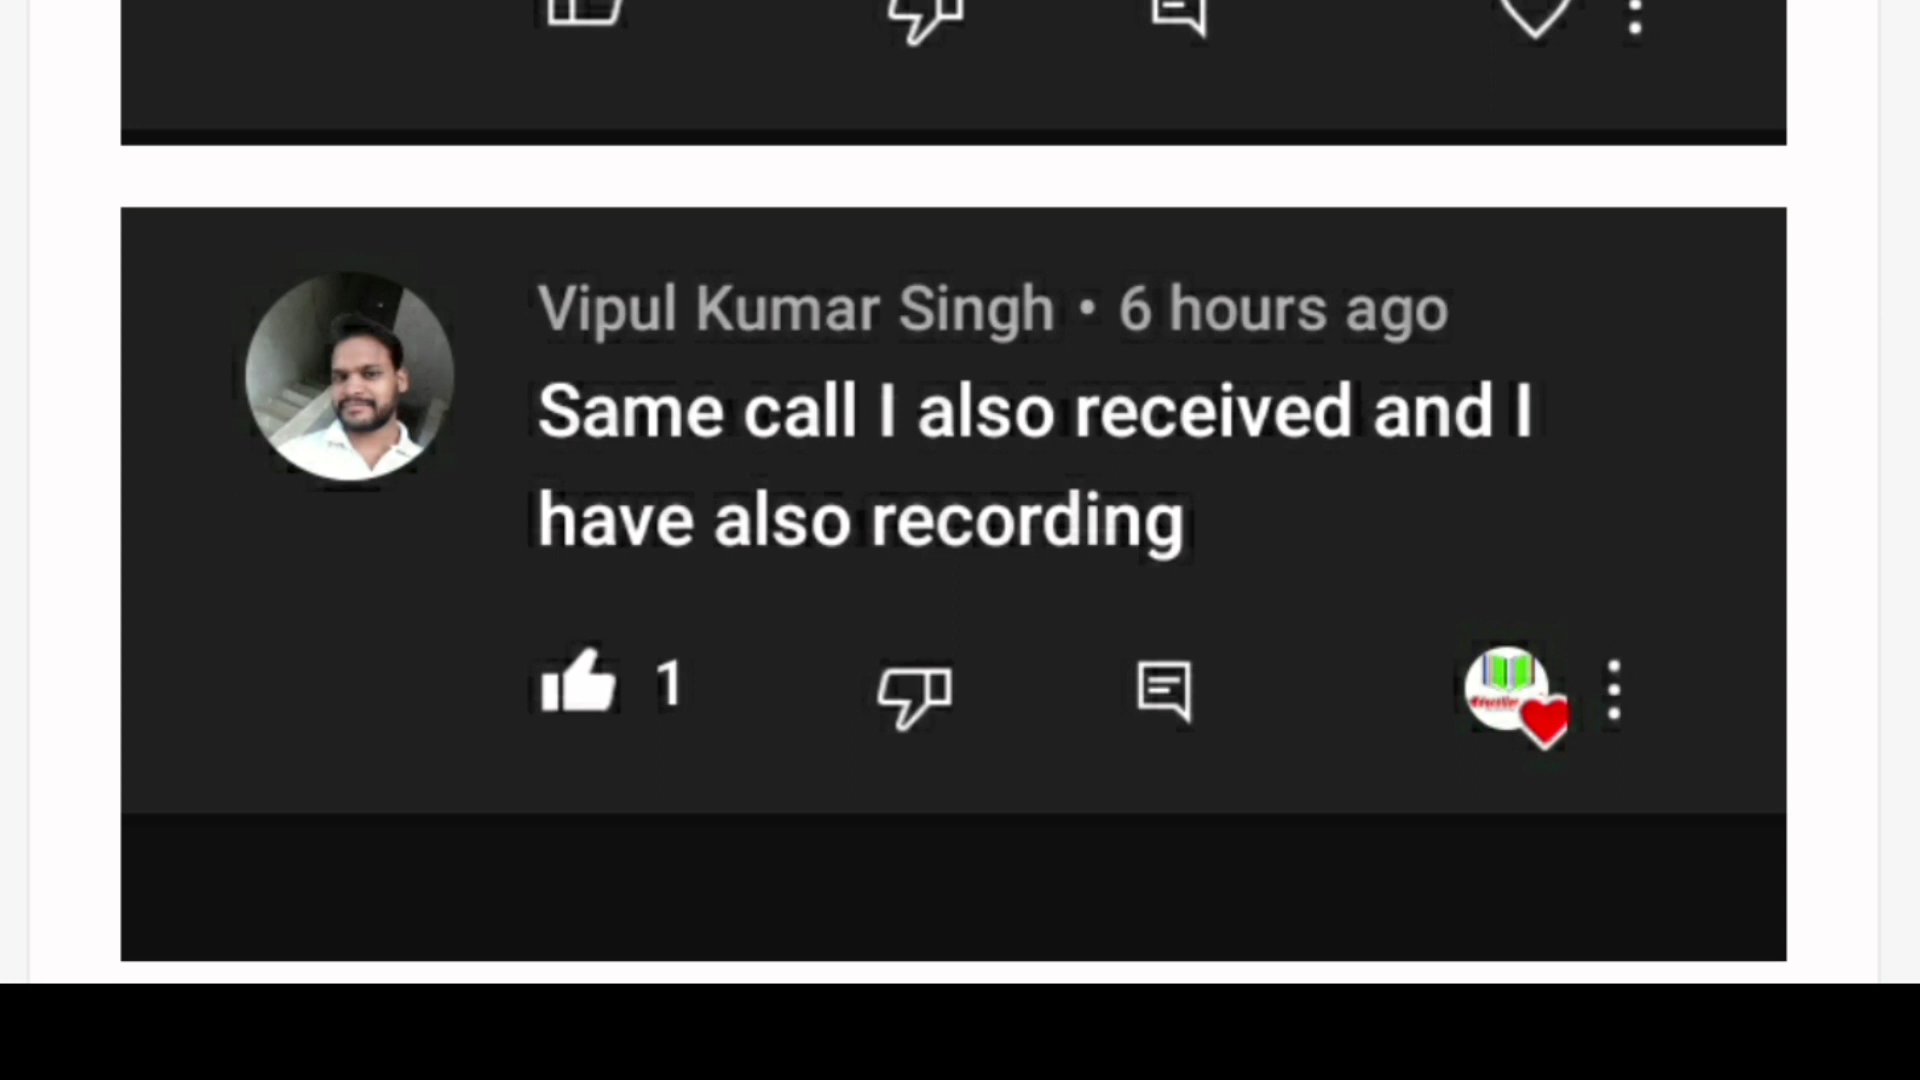 Vipul Kumar Singh • 6 hours ago
Same call I also received and I
have also recording
1